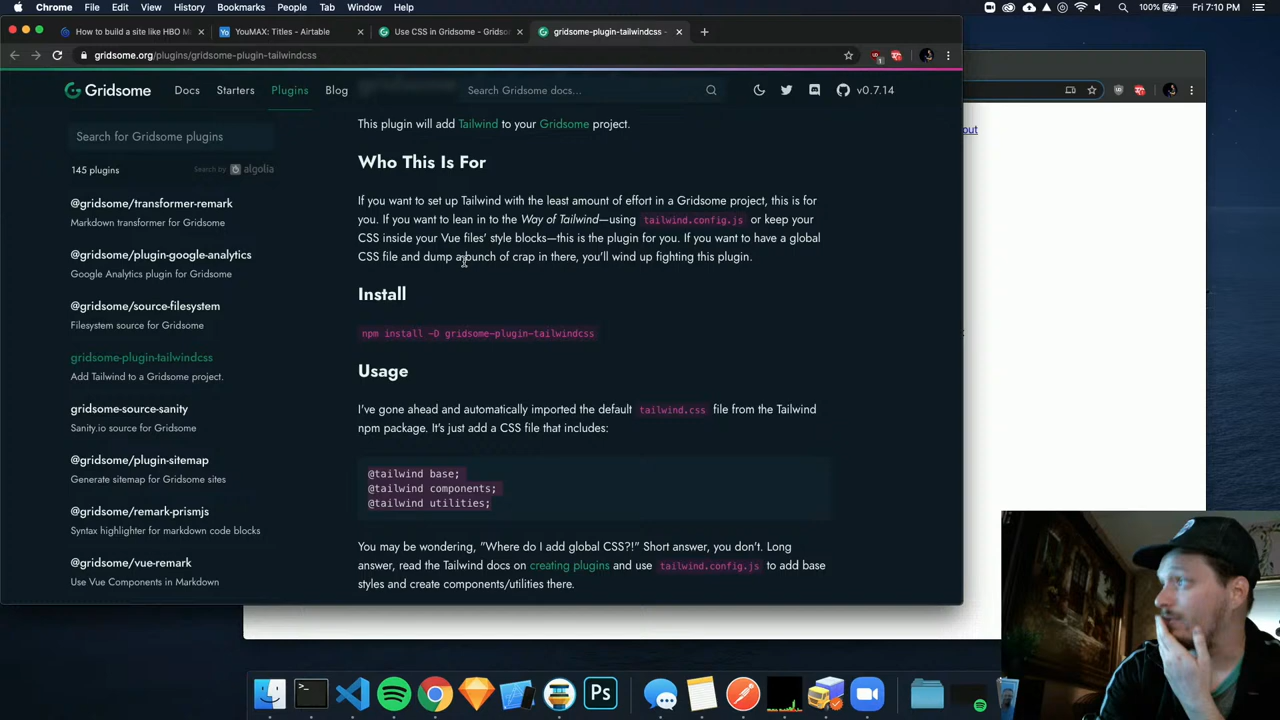 Chrome File Edit View History Bookmarks People Tab Window Help
100% Fri 7:10 PM
How to build a site like HBO M
YouMAX: Titles - Airtable
Use CSS in Gridsome - Gridso
gridsome-plugin-tailwindcss -
gridsome.org/plugins/gridsome-plugin-tailwindcss
Gridsome
Docs Starters Plugins Blog
Search Gridsome docs...
v0.7.14
out
Search for Gridsome plugins
145 plugins
Search by algolia
@gridsome/transformer-remark
Markdown transformer for Gridsome
@gridsome/plugin-google-analytics
Google Analytics plugin for Gridsome
@gridsome/source-filesystem
Filesystem source for Gridsome
gridsome-plugin-tailwindcss
Add Tailwind to a Gridsome project.
gridsome-source-sanity
Sanity.io source for Gridsome
@gridsome/plugin-sitemap
Generate sitemap for Gridsome sites
@gridsome/remark-prismjs
Syntax highlighter for markdown code blocks
@gridsome/vue-remark
Use Vue Components in Markdown
This plugin will add Tailwind to your Gridsome project.
Who This Is For
If you want to set up Tailwind with the least amount of effort in a Gridsome project, this is for
you. If you want to lean in to the Way of Tailwind—using tailwind.config.js or keep your
CSS inside your Vue files’ style blocks—this is the plugin for you. If you want to have a global
CSS file and dump a bunch of crap in there, you’ll wind up fighting this plugin.
Install
npm install -D gridsome-plugin-tailwindcss
Usage
I’ve gone ahead and automatically imported the default tailwind.css file from the Tailwind
npm package. It’s just add a CSS file that includes:
@tailwind base;
@tailwind components;
@tailwind utilities;
You may be wondering, "Where do I add global CSS?!" Short answer, you don’t. Long
answer, read the Tailwind docs on creating plugins and use tailwind.config.js to add base
styles and create components/utilities there.
Ps